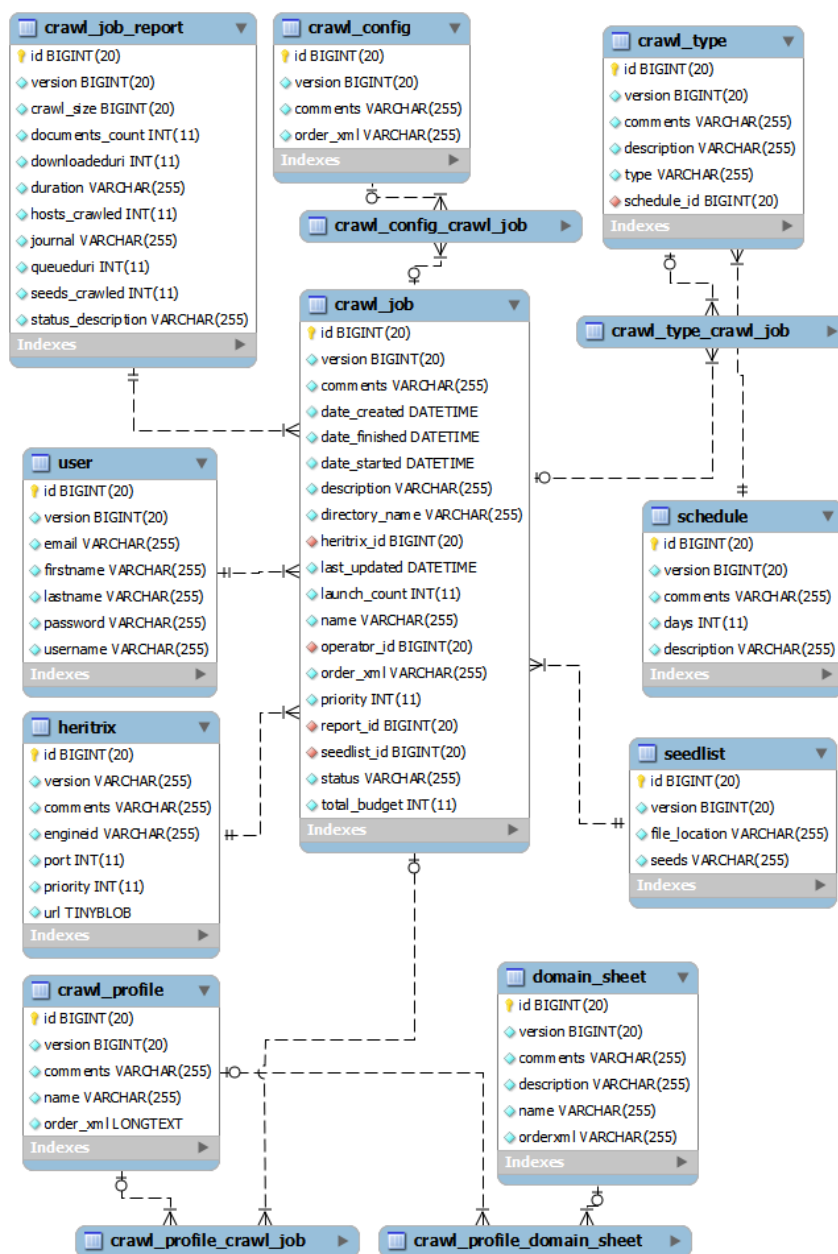 crawl_job_report
id BIGINT(20)
version BIGINT(20)
crawl_size BIGINT(20)
documents_count INT(11)
downloadeduri INT(11)
duration VARCHAR(255)
hosts_crawled INT(11)
journal VARCHAR(255)
queueduri INT(11)
seeds_crawled INT(11)
status_description VARCHAR(255)
Indexes
crawl_config
id BIGINT(20)
version BIGINT(20)
comments VARCHAR(255)
order_xml VARCHAR(255)
Indexes
crawl_type
id BIGINT(20)
version BIGINT(20)
comments VARCHAR(255)
description VARCHAR(255)
type VARCHAR(255)
schedule_id BIGINT(20)
Indexes
crawl_config_crawl_job
crawl_type_crawl_job
crawl_job
id BIGINT(20)
version BIGINT(20)
comments VARCHAR(255)
date_created DATETIME
date_finished DATETIME
date_started DATETIME
description VARCHAR(255)
directory_name VARCHAR(255)
heritrix_id BIGINT(20)
last_updated DATETIME
launch_count INT(11)
name VARCHAR(255)
operator_id BIGINT(20)
order_xml VARCHAR(255)
priority INT(11)
report_id BIGINT(20)
seedlist_id BIGINT(20)
status VARCHAR(255)
total_budget INT(11)
Indexes
user
id BIGINT(20)
version BIGINT(20)
email VARCHAR(255)
firstname VARCHAR(255)
lastname VARCHAR(255)
password VARCHAR(255)
username VARCHAR(255)
Indexes
schedule
id BIGINT(20)
version BIGINT(20)
comments VARCHAR(255)
days INT(11)
description VARCHAR(255)
Indexes
heritrix
id BIGINT(20)
version VARCHAR(255)
comments VARCHAR(255)
engineid VARCHAR(255)
port INT(11)
priority INT(11)
url TINYBLOB
Indexes
seedlist
id BIGINT(20)
version BIGINT(20)
file_location VARCHAR(255)
seeds VARCHAR(255)
Indexes
crawl_profile
id BIGINT(20)
version BIGINT(20)
comments VARCHAR(255)
name VARCHAR(255)
order_xml LONGTEXT
Indexes
domain_sheet
id BIGINT(20)
version BIGINT(20)
comments VARCHAR(255)
description VARCHAR(255)
name VARCHAR(255)
orderxml VARCHAR(255)
Indexes
crawl_profile_crawl_job
crawl_profile_domain_sheet